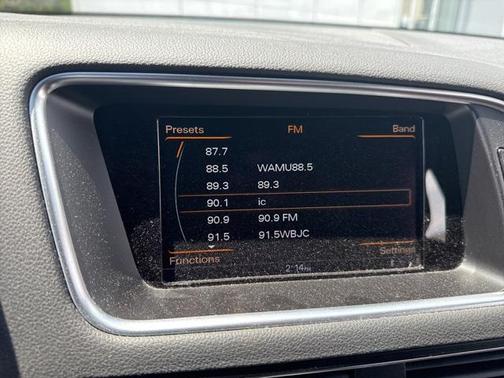 Presets FM Band
87.7
88.5 WAMU88.5
89.3 89.3
90.1 ic
90.9 90.9 FM
91.5 91.5WBJC
Functions Settings
2:14PM